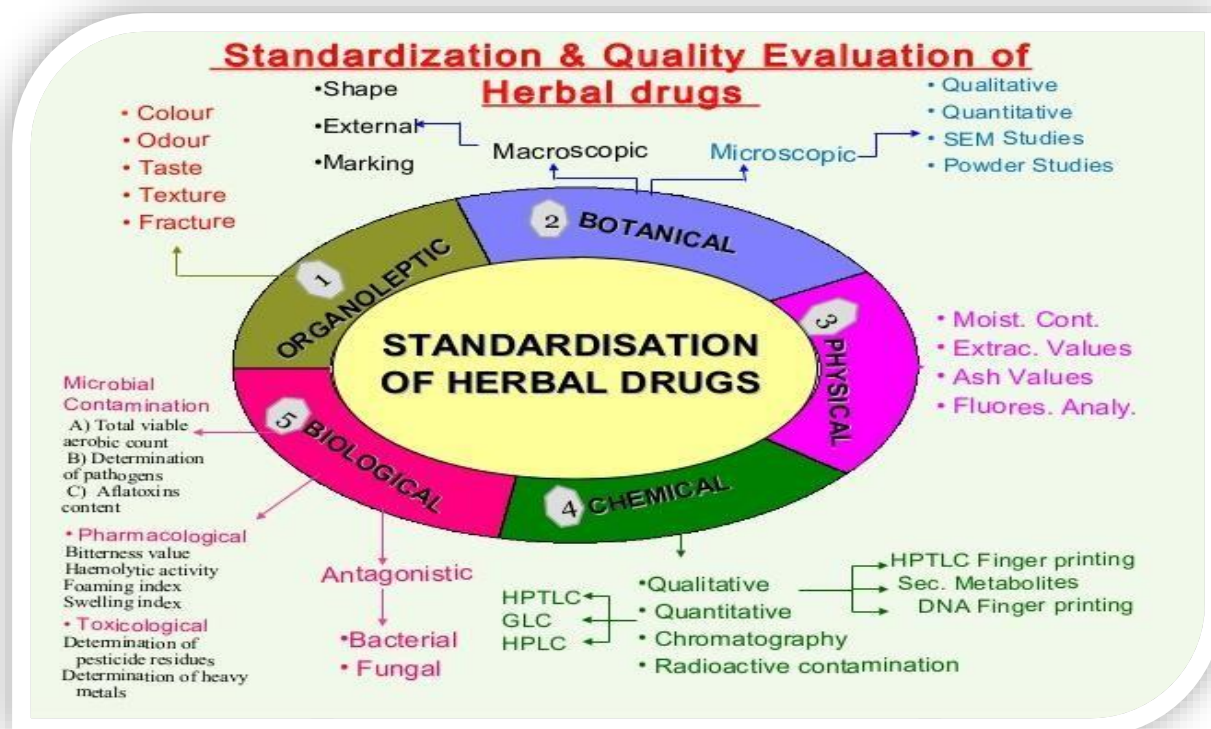 Standardization & Quality Evaluation of
Herbal drugs
• Colour
• Odour
• Taste
• Texture
• Fracture
•Shape
•External
•Marking
Macroscopic
Microscopic
• Qualitative
• Quantitative
• SEM Studies
• Powder Studies
1
ORGANOLEPTIC
2
BOTANICAL
3
PHYSICAL
4
CHEMICAL
5
BIOLOGICAL
STANDARDISATION
OF HERBAL DRUGS
• Moist. Cont.
• Extrac. Values
• Ash Values
• Fluores. Analy.
Microbial
Contamination
A) Total viable
aerobic count
B) Determination
of pathogens
C) Aflatoxins
content
• Pharmacological
Bitterness value
Haemolytic activity
Foaming index
Swelling index
• Toxicological
Determination of
pesticide residues
Determination of heavy
metals
Antagonistic
•Bacterial
• Fungal
HPTLC
GLC
HPLC
•Qualitative
• Quantitative
• Chromatography
• Radioactive contamination
HPTLC Finger printing
Sec. Metabolites
DNA Finger printing